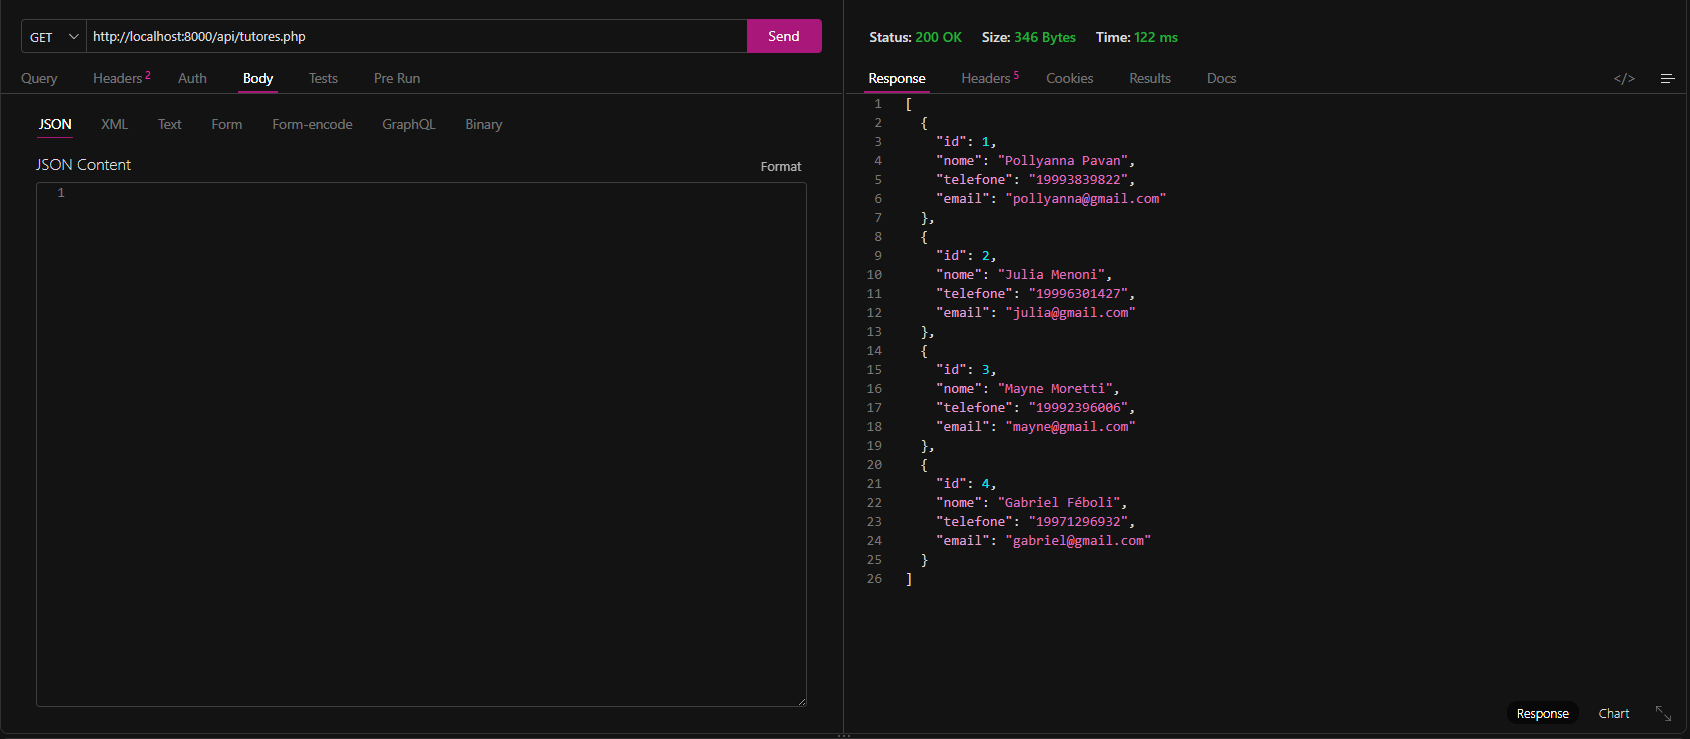 GET http://localhost:8000/api/tutores.php Send
Query Headers 2 Auth Body Tests Pre Run
JSON XML Text Form Form-encode GraphQL Binary
JSON Content Format
1
Status: 200 OK Size: 346 Bytes Time: 122 ms
Response Headers 5 Cookies Results Docs </>
1 [
2 {
3 "id": 1,
4 "nome": "Pollyanna Pavan",
5 "telefone": "19993839822",
6 "email": "pollyanna@gmail.com"
7 },
8 {
9 "id": 2,
10 "nome": "Julia Menoni",
11 "telefone": "19996301427",
12 "email": "julia@gmail.com"
13 },
14 {
15 "id": 3,
16 "nome": "Mayne Moretti",
17 "telefone": "19992396006",
18 "email": "mayne@gmail.com"
19 },
20 {
21 "id": 4,
22 "nome": "Gabriel Féboli",
23 "telefone": "19971296932",
24 "email": "gabriel@gmail.com"
25 }
26 ]
Response Chart